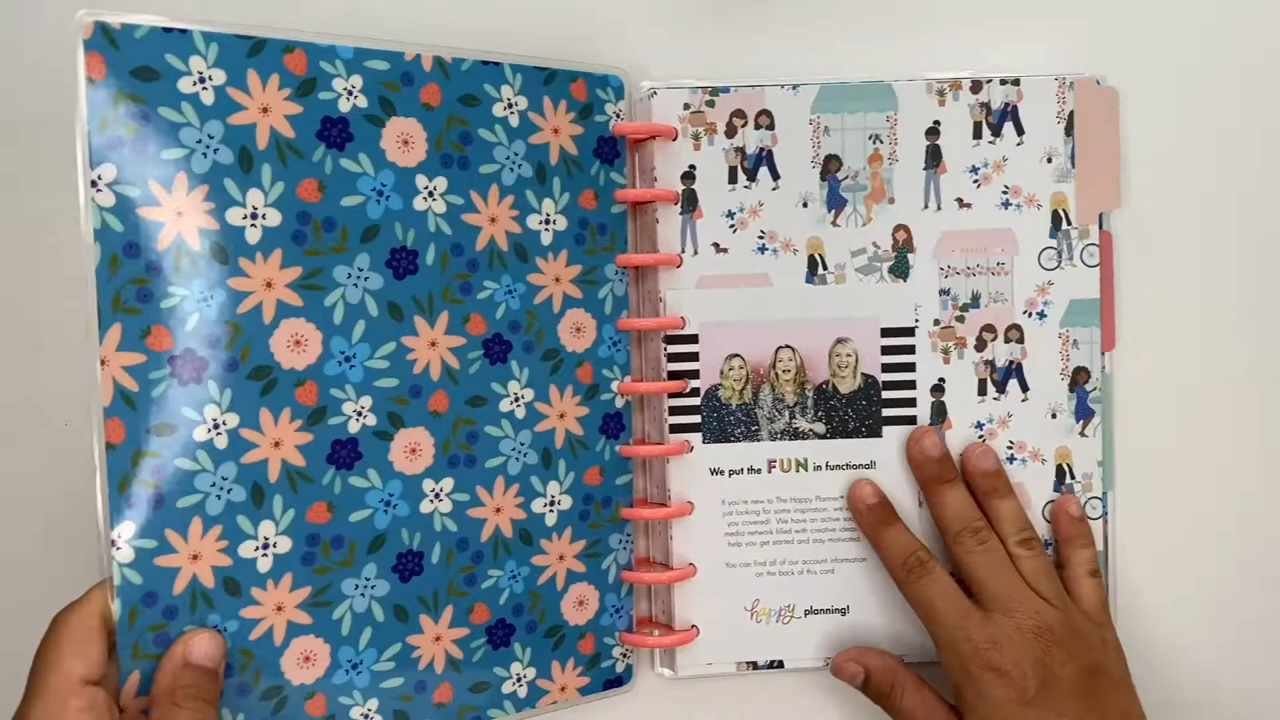 We put the FUN in functional!
If you're new to The Happy Planner®
just looking for some inspiration, we
you covered! We have an active
media network filled with creative ideas
help you get started and stay motivated.
You can find all of our account information
on the back of this card.
happy planning!